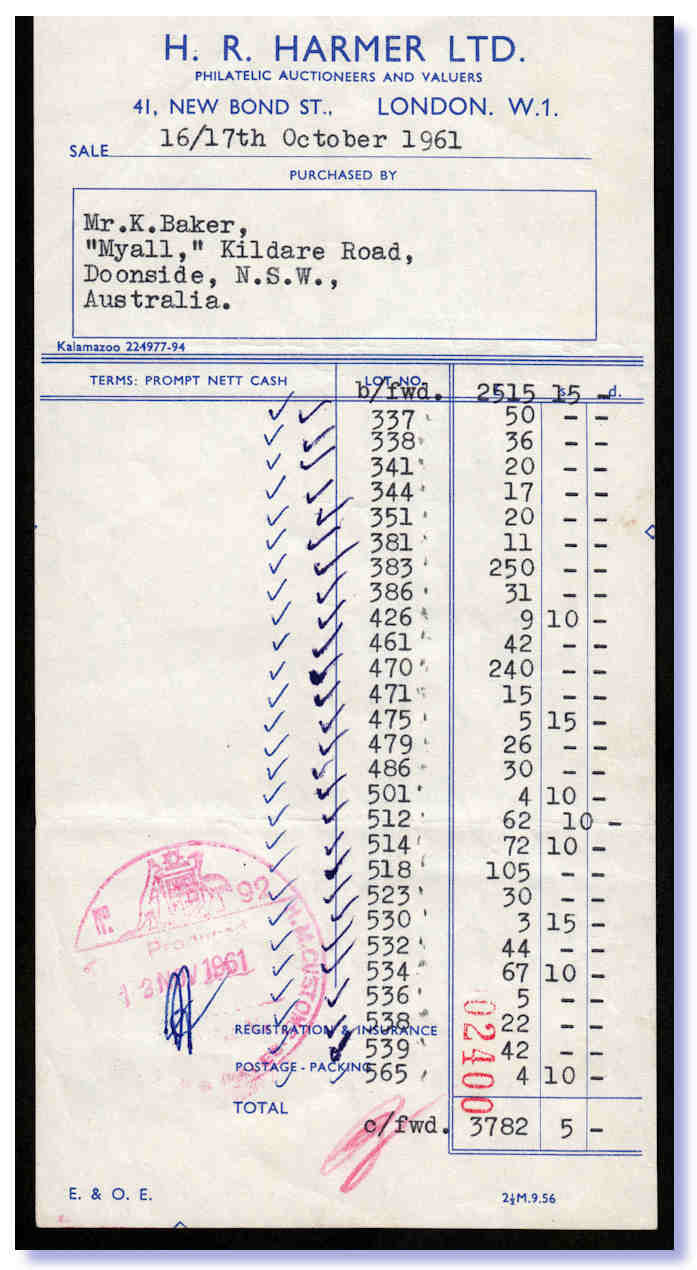 H. R. HARMER LTD.
PHILATELIC AUCTIONEERS AND VALUERS
41, NEW BOND ST., LONDON. W.1.
SALE 16/17th October 1961
PURCHASED BY
Mr.K.Baker,
"Myall," Kildare Road,
Doonside, N.S.W.,
Australia.
Kalamazoo 224977-94
TERMS: PROMPT NETT CASH LOT NO. £ s. d.
b/fwd. 2515 15 -
337 50 - -
338 36 - -
341 20 - -
344 17 - -
351 20 - -
381 11 - -
383 250 - -
386 31 - -
426 9 10 -
461 42 - -
470 240 - -
471 15 - -
475 5 15 -
479 26 - -
486 30 - -
501 4 10 -
512 62 10 -
514 72 10 -
518 105 - -
523 30 - -
530 3 15 -
532 44 - -
534 67 10 -
536 5 - -
538 22 - -
REGISTRATION & INSURANCE
539 42 - -
POSTAGE - PACKING 565 4 10 -
TOTAL
c/fwd. 3782 5 -
92
Produced
13 NOV 1961
H.M. CUSTOMS
02400
E. & O. E.
2½M.9.56